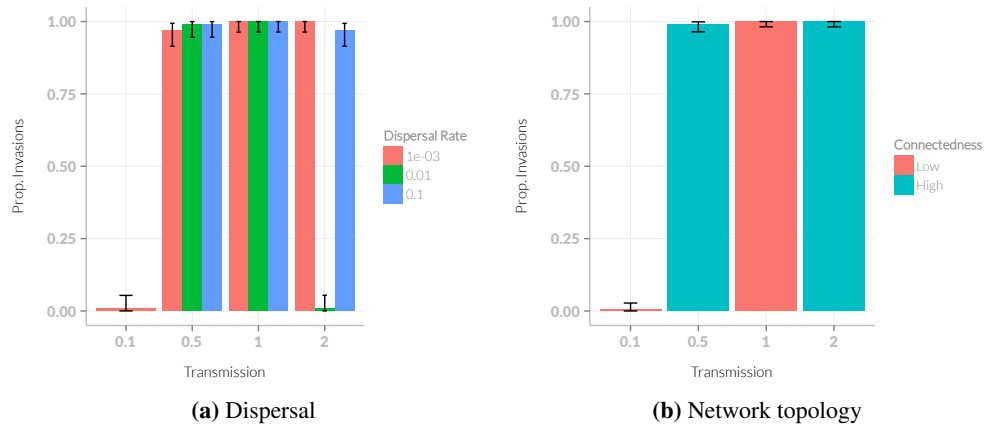 1.00
0.75
0.50
0.25
0.00
Prop. Invasions
0.1 0.5 1 2
Transmission
Dispersal Rate
1e-03
0.01
0.1
(a) Dispersal
1.00
0.75
0.50
0.25
0.00
Prop. Invasions
0.1 0.5 1 2
Transmission
Connectedness
Low
High
(b) Network topology